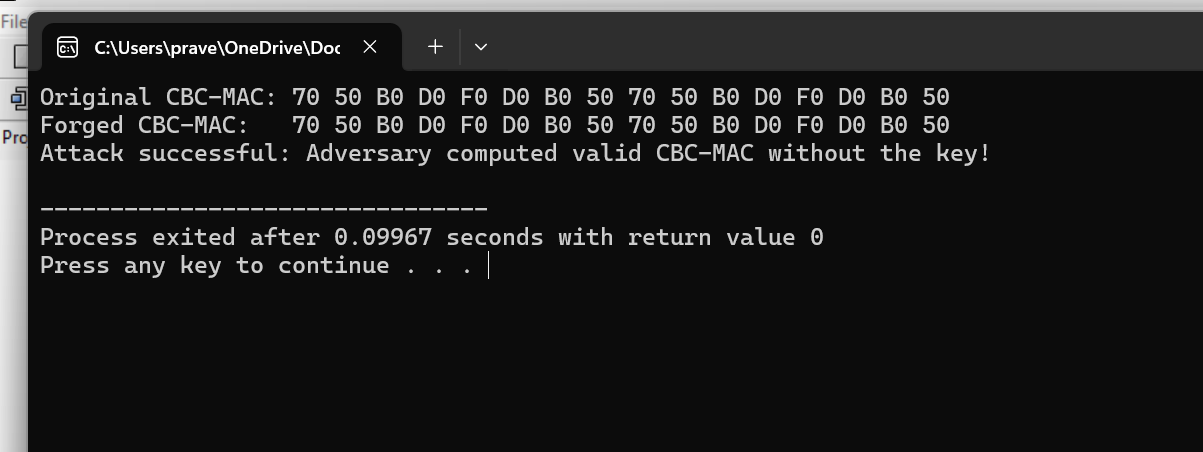 File
C:\Users\prave\OneDrive\Doc
Original CBC-MAC: 70 50 B0 D0 F0 D0 B0 50 70 50 B0 D0 F0 D0 B0 50
Forged CBC-MAC:   70 50 B0 D0 F0 D0 B0 50 70 50 B0 D0 F0 D0 B0 50
Attack successful: Adversary computed valid CBC-MAC without the key!
--------------------------------
Process exited after 0.09967 seconds with return value 0
Press any key to continue . . .